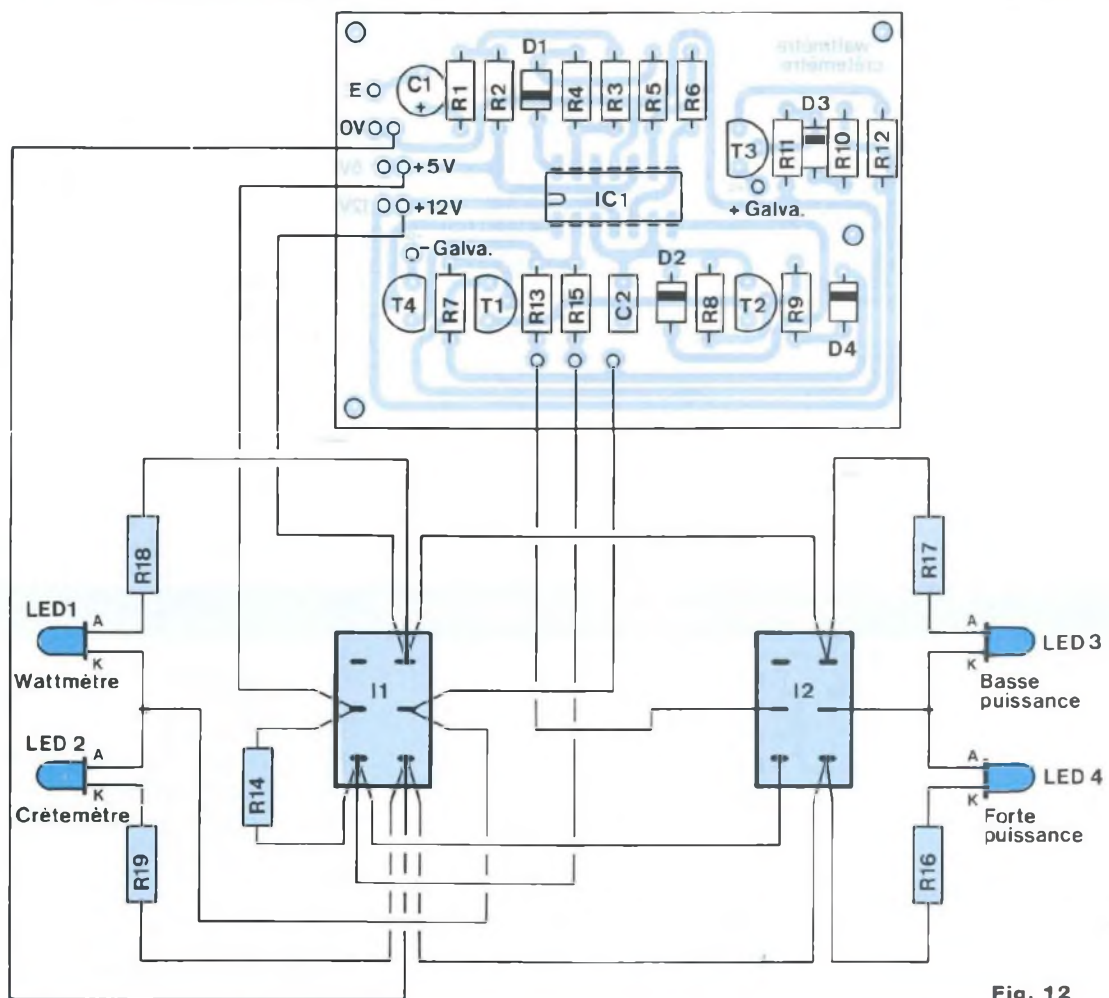 wattmètre
crêtemètre
D1
E
C1
+
R1
R2
R4
R3
R5
R6
D3
0V
T3
R11
R10
R12
+5V
6V
IC1
+ Galva.
+12V
12V
- Galva.
D2
T4
R7
T1
R13
R15
C2
R8
T2
R9
D4
R18
R17
LED1
A
K
Wattmètre
I1
I2
A
K
LED 3
Basse
puissance
LED 2
A
K
Crêtemètre
R14
A
K
LED 4
Forte
puissance
R19
R16
Fig. 12